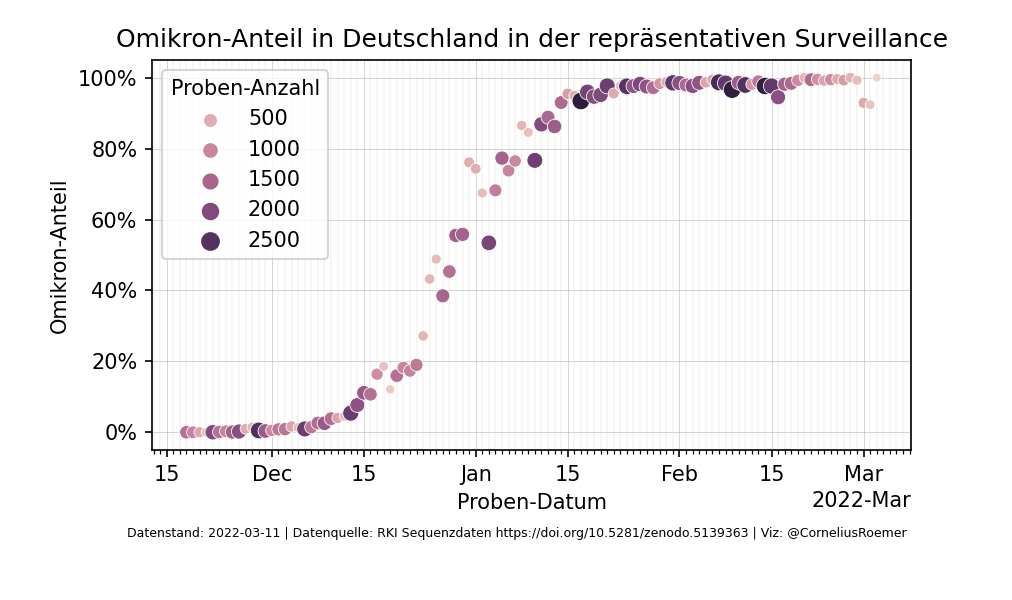 Omikron-Anteil in Deutschland in der repräsentativen Surveillance
Omikron-Anteil
100%
80%
60%
40%
20%
0%
Proben-Anzahl
500
1000
1500
2000
2500
15 Dec 15 Jan 15 Feb 15 Mar
Proben-Datum
2022-Mar
Datenstand: 2022-03-11 | Datenquelle: RKI Sequenzdaten https://doi.org/10.5281/zenodo.5139363 | Viz: @CorneliusRoemer